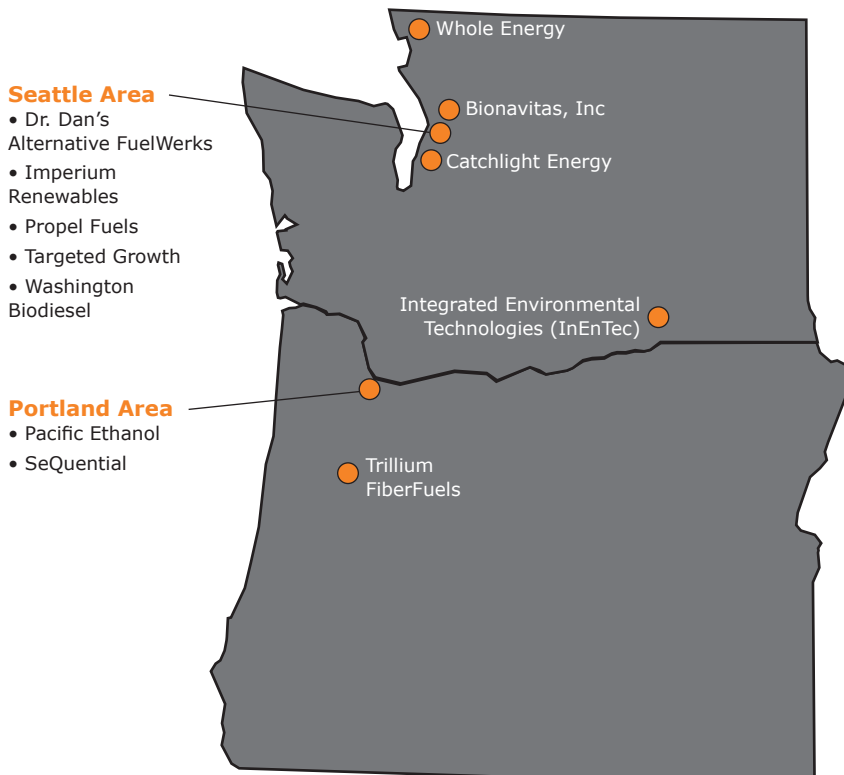 Whole Energy
Seattle Area
• Dr. Dan’s
Alternative FuelWerks
• Imperium
Renewables
• Propel Fuels
• Targeted Growth
• Washington
Biodiesel
Bionavitas, Inc
Catchlight Energy
Integrated Environmental
Technologies (InEnTec)
Portland Area
• Pacific Ethanol
• SeQuential
Trillium
FiberFuels